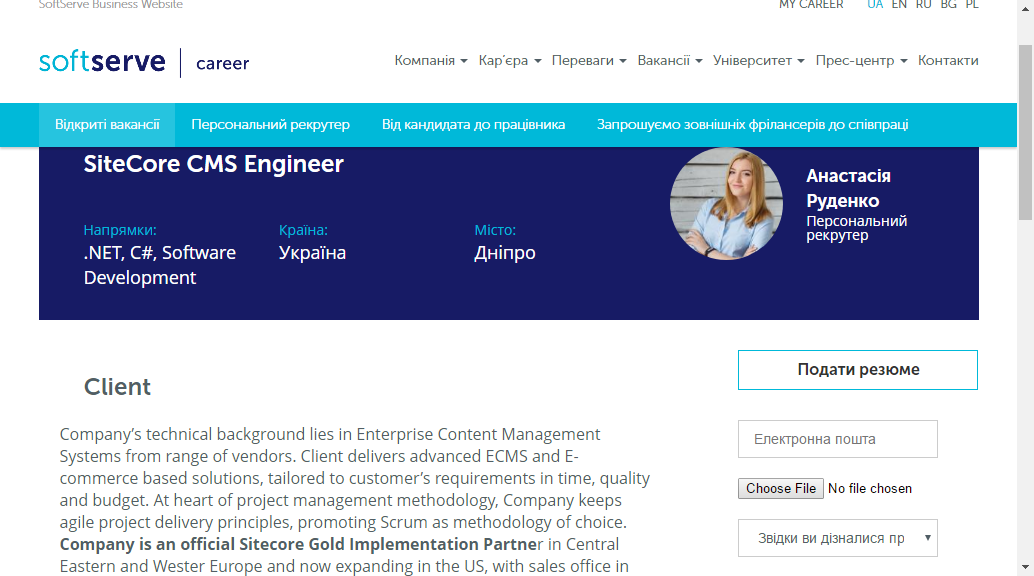 SoftServe Business Website
MY CAREER UA EN RU BG PL
softserve | career
Компанія Кар'єра Переваги Вакансії Університет Прес-центр Контакти
Відкриті вакансії Персональний рекрутер Від кандидата до працівника Запрошуємо зовнішніх фрілансерів до співпраці
SiteCore CMS Engineer
Напрямки:
.NET, C#, Software
Development
Країна:
Україна
Місто:
Дніпро
Анастасія
Руденко
Персональний
рекрутер
Client
Company's technical background lies in Enterprise Content Management
Systems from range of vendors. Client delivers advanced ECMS and E-
commerce based solutions, tailored to customer's requirements in time, quality
and budget. At heart of project management methodology, Company keeps
agile project delivery principles, promoting Scrum as methodology of choice.
Company is an official Sitecore Gold Implementation Partner in Central
Eastern and Wester Europe and now expanding in the US, with sales office in
Подати резюме
Електронна пошта
Choose File No file chosen
Звідки ви дізналися пр